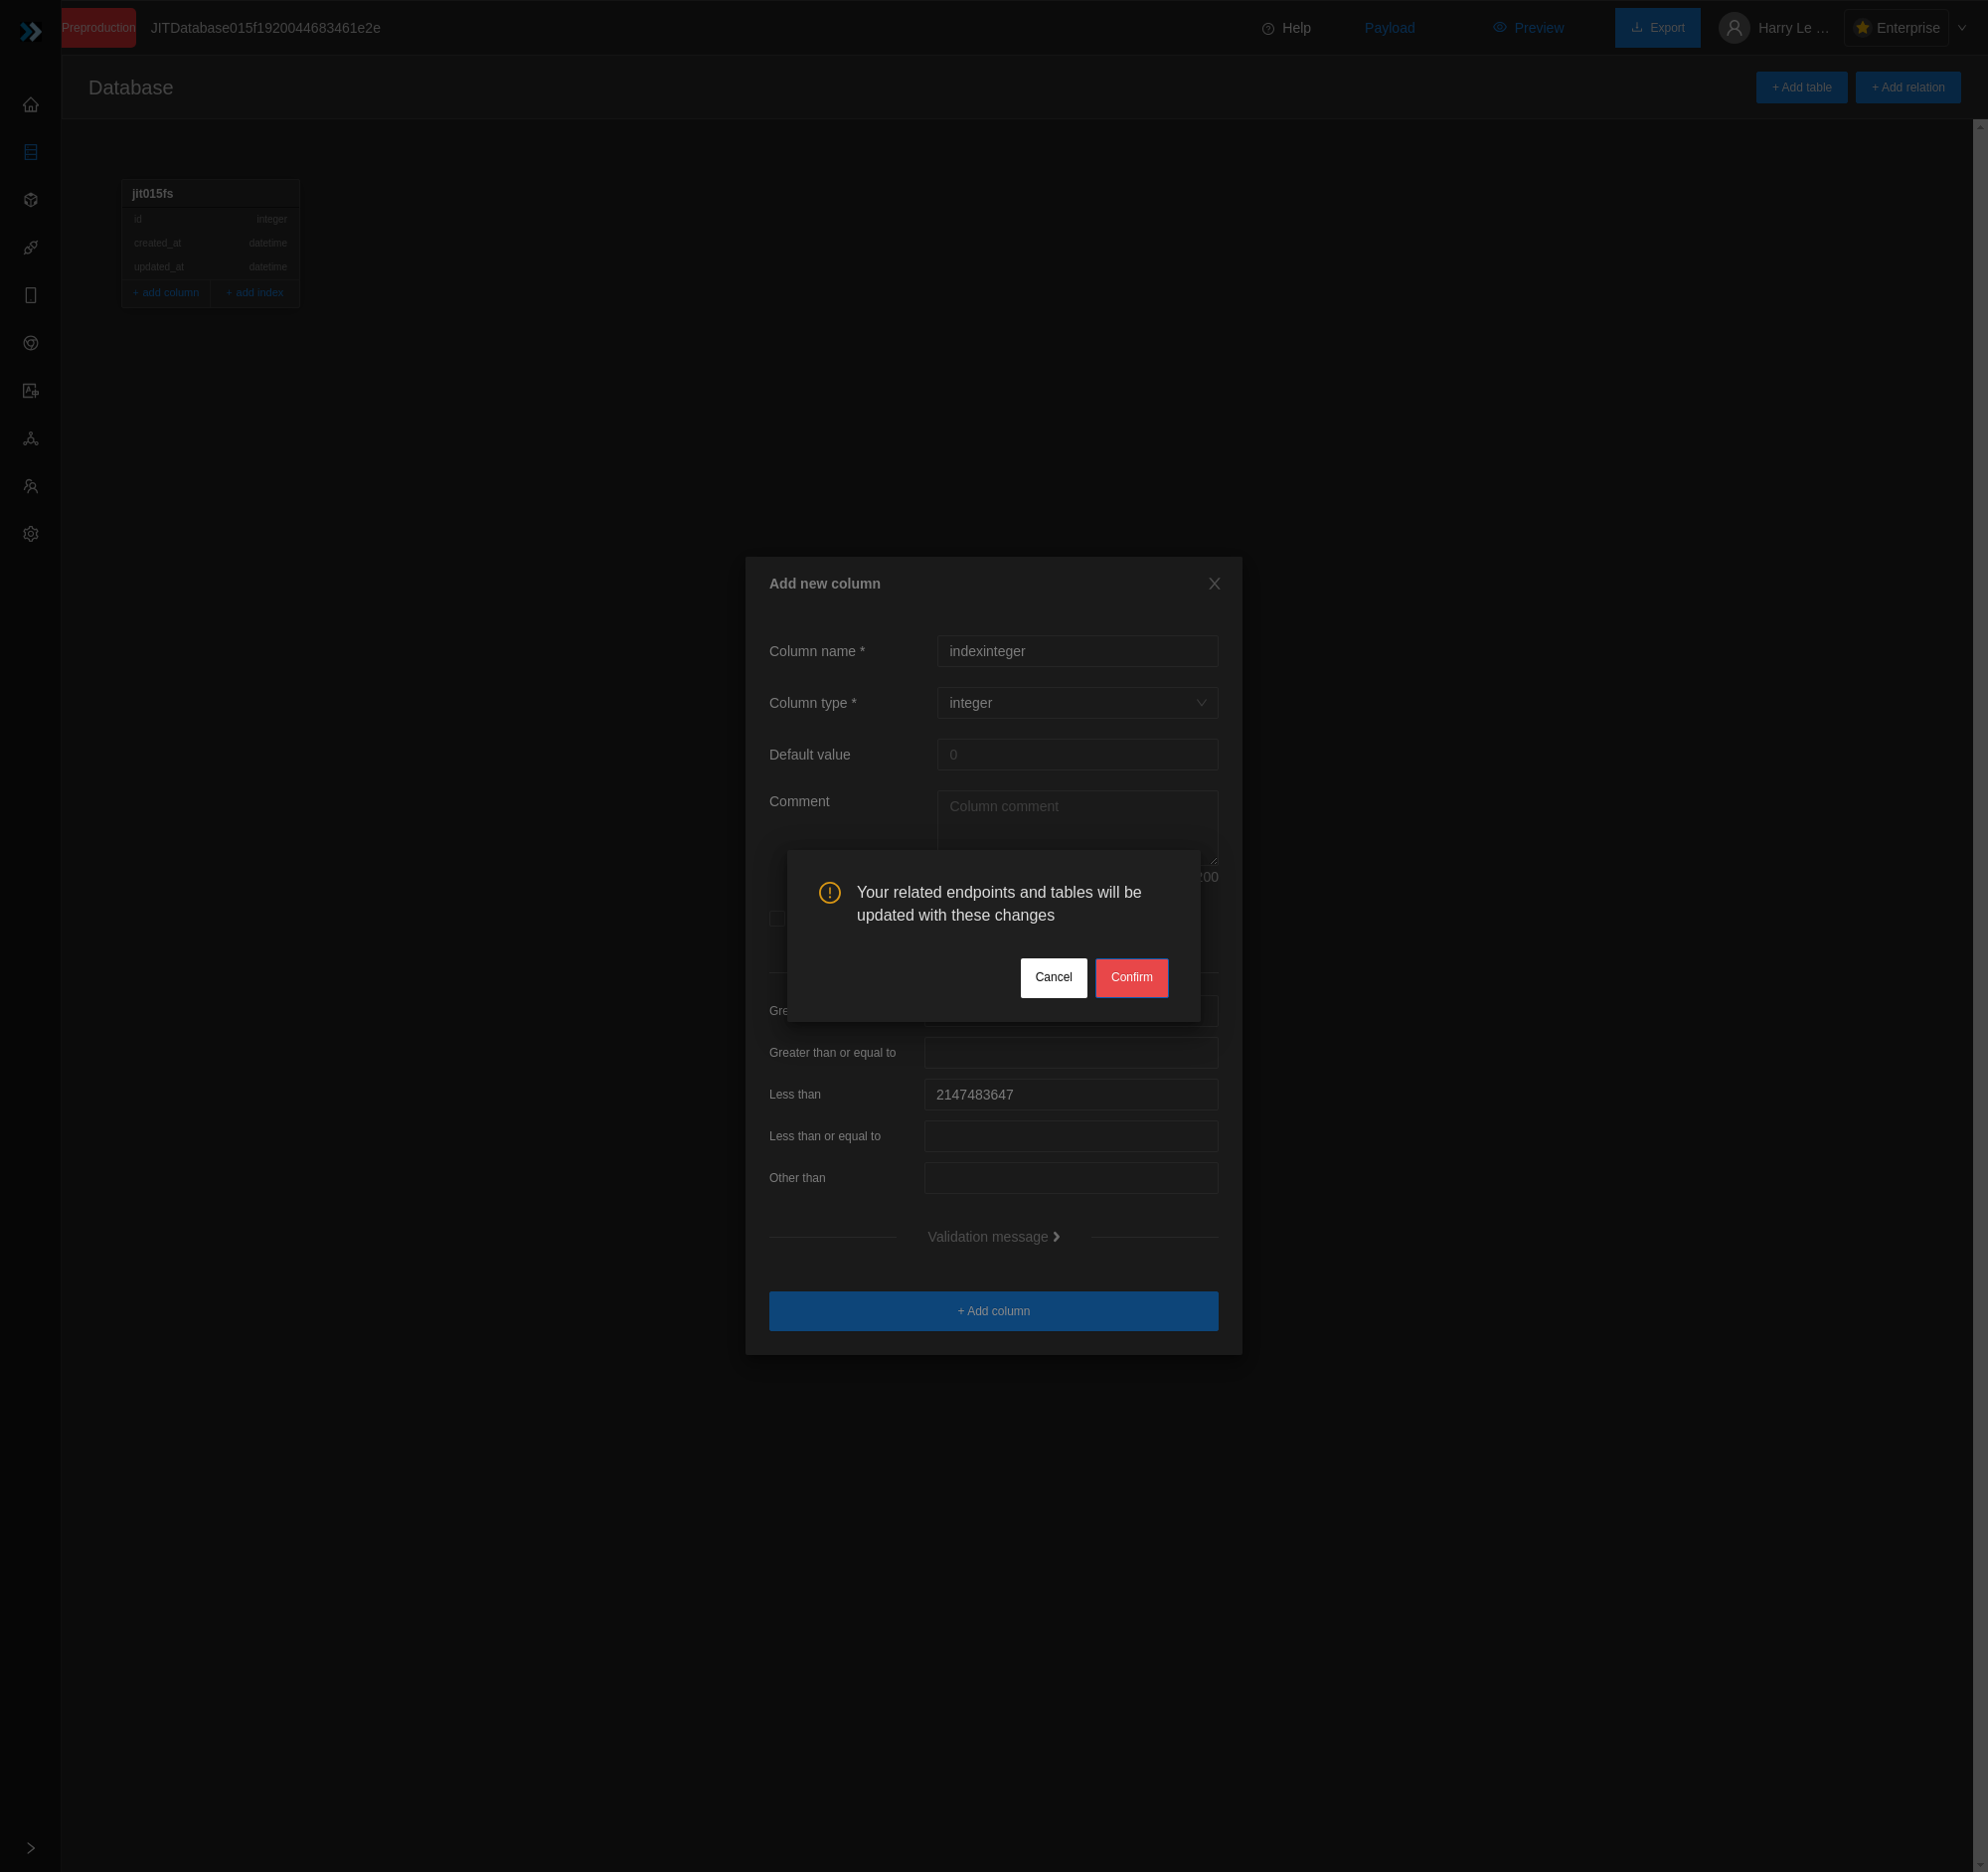 Preproduction JITDatabase015f1920044683461e2e Help Payload Preview Export Harry Le ... Enterprise
Database + Add table + Add relation
jit015fs
id integer
created_at datetime
updated_at datetime
+ add column + add index
Add new column
Column name * indexinteger
Column type * integer
Default value 0
Comment Column comment
200
Your related endpoints and tables will be
updated with these changes
Cancel Confirm
Greater than or equal to
Less than 2147483647
Less than or equal to
Other than
Validation message
+ Add column